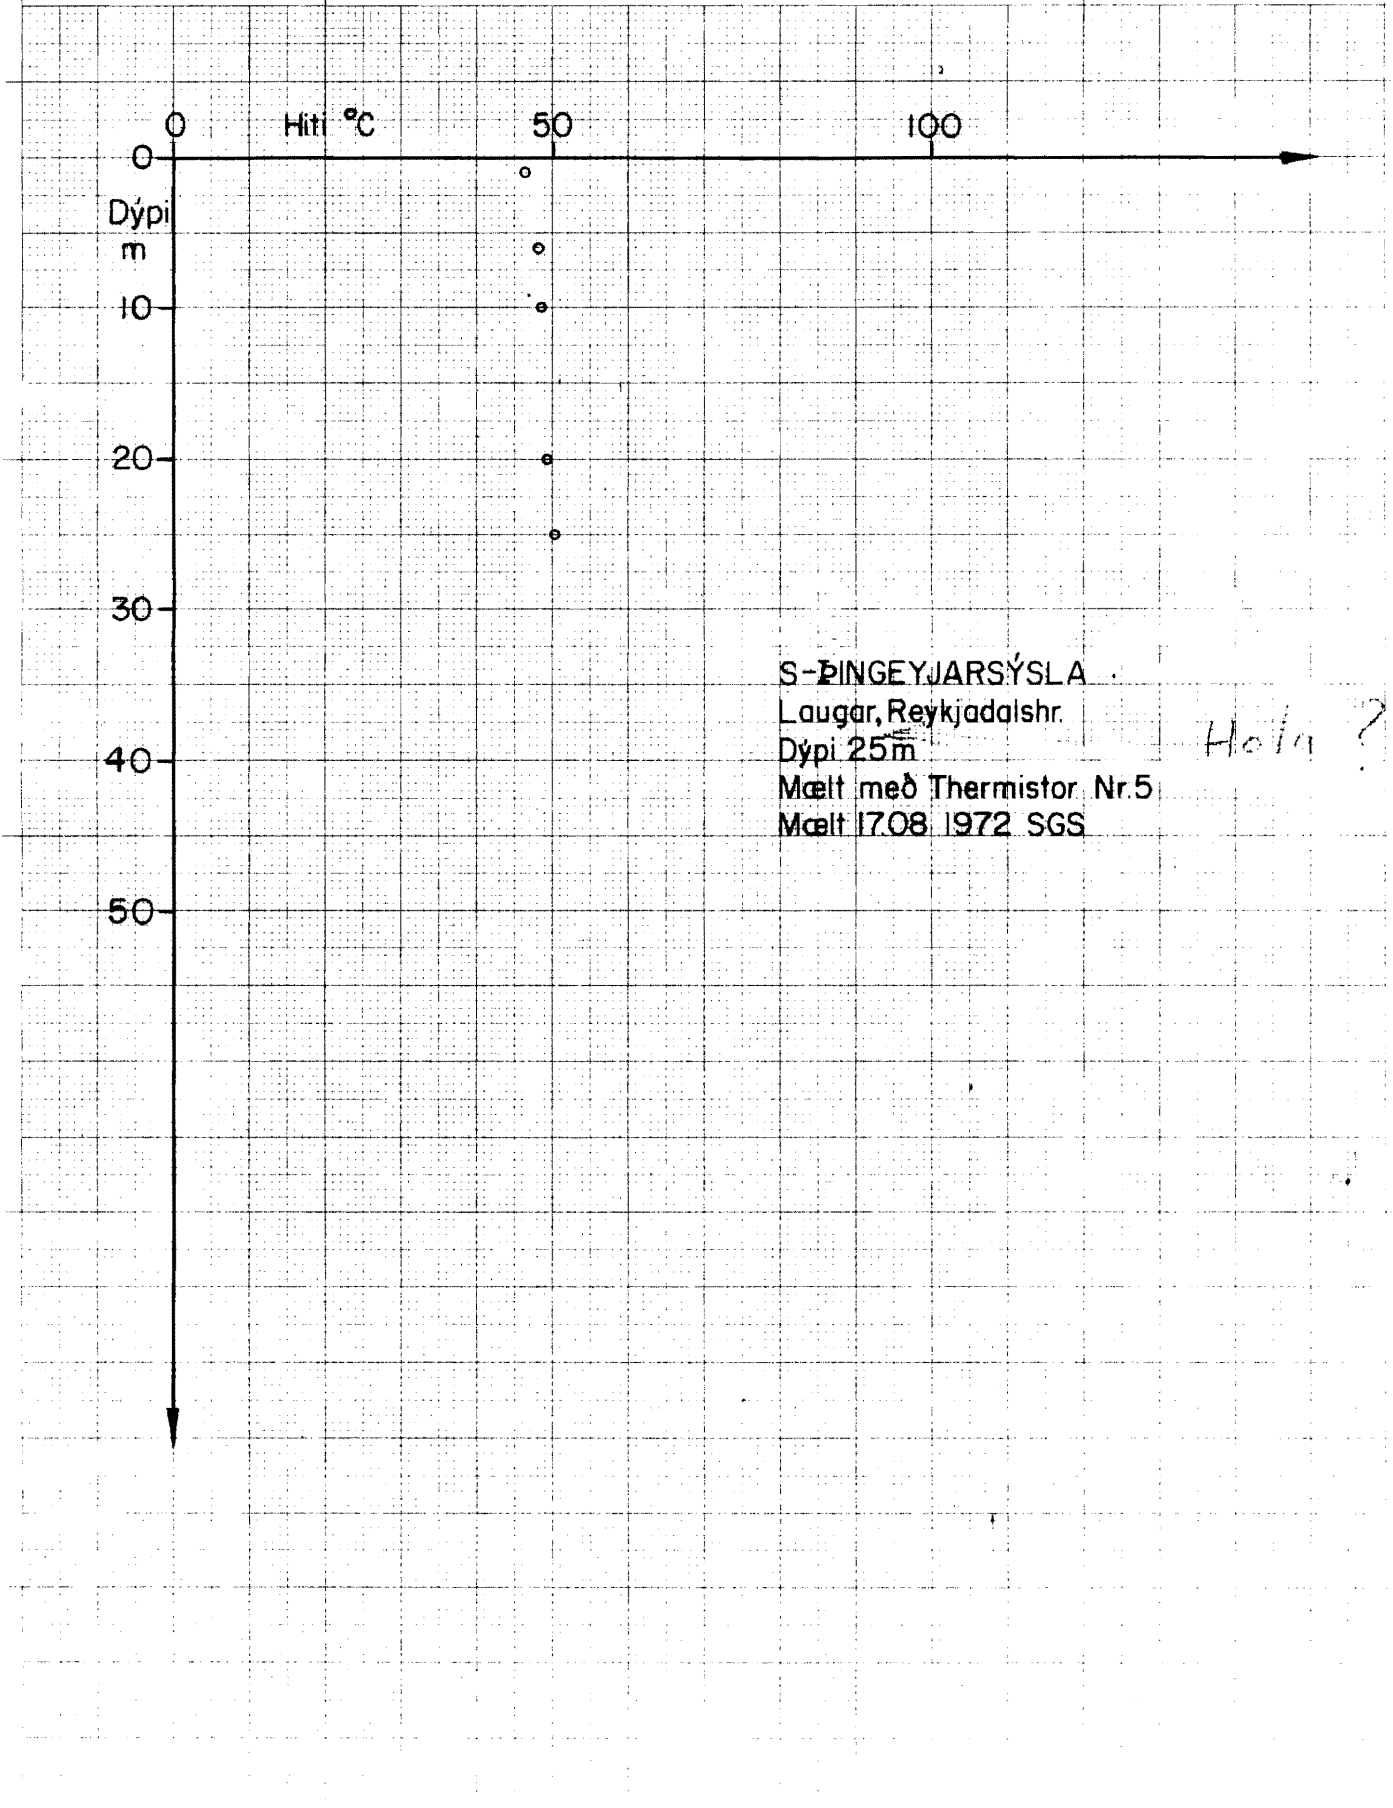 0 Hiti °C 50 100
0
Dýpi
m
10
20
30
40
50
S-ÞINGEYJARSÝSLA
Laugar, Reykjadalshr.
Dýpi 25m
Mælt með Thermistor Nr.5
Mælt 17.08 1972 SGS
Hola ?